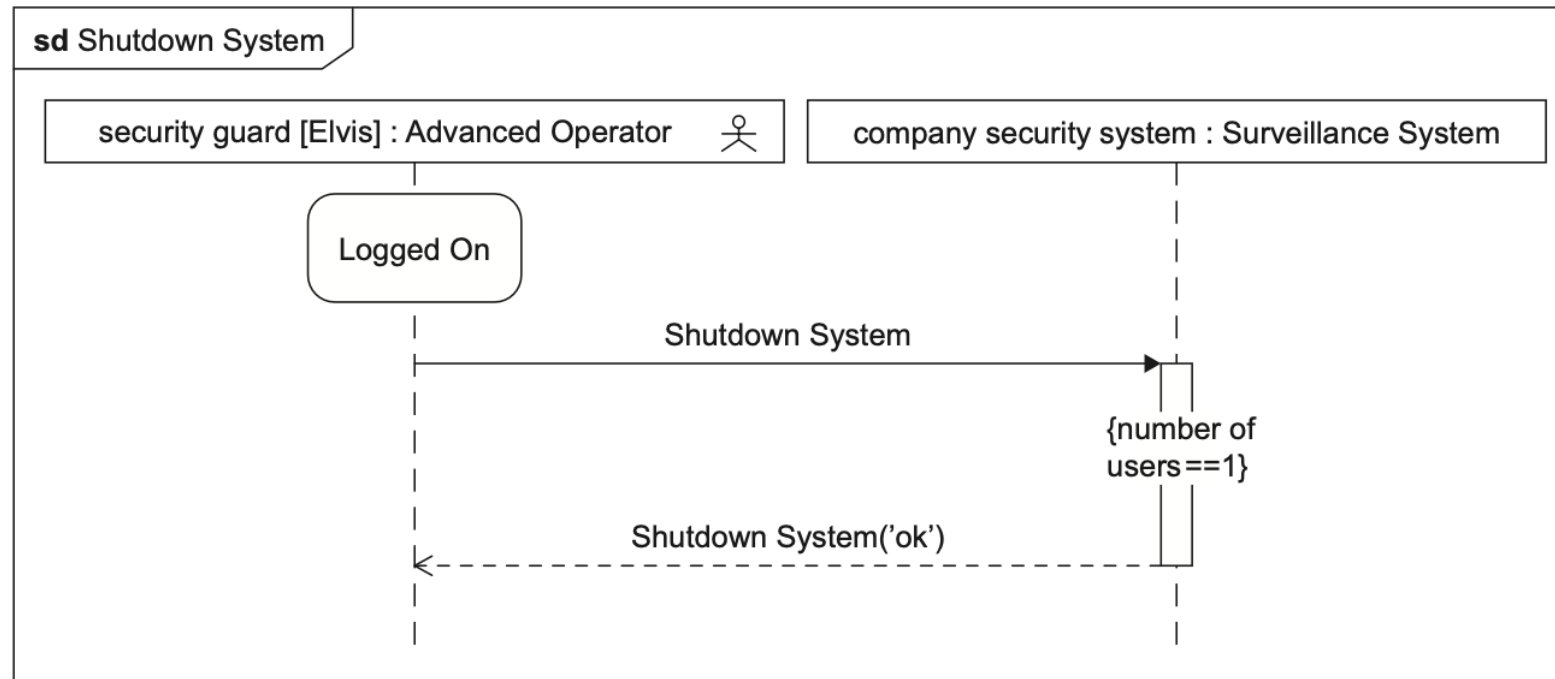 sd Shutdown System
security guard [Elvis] : Advanced Operator
company security system : Surveillance System
Logged On
Shutdown System
{number of
users==1}
Shutdown System(’ok’)